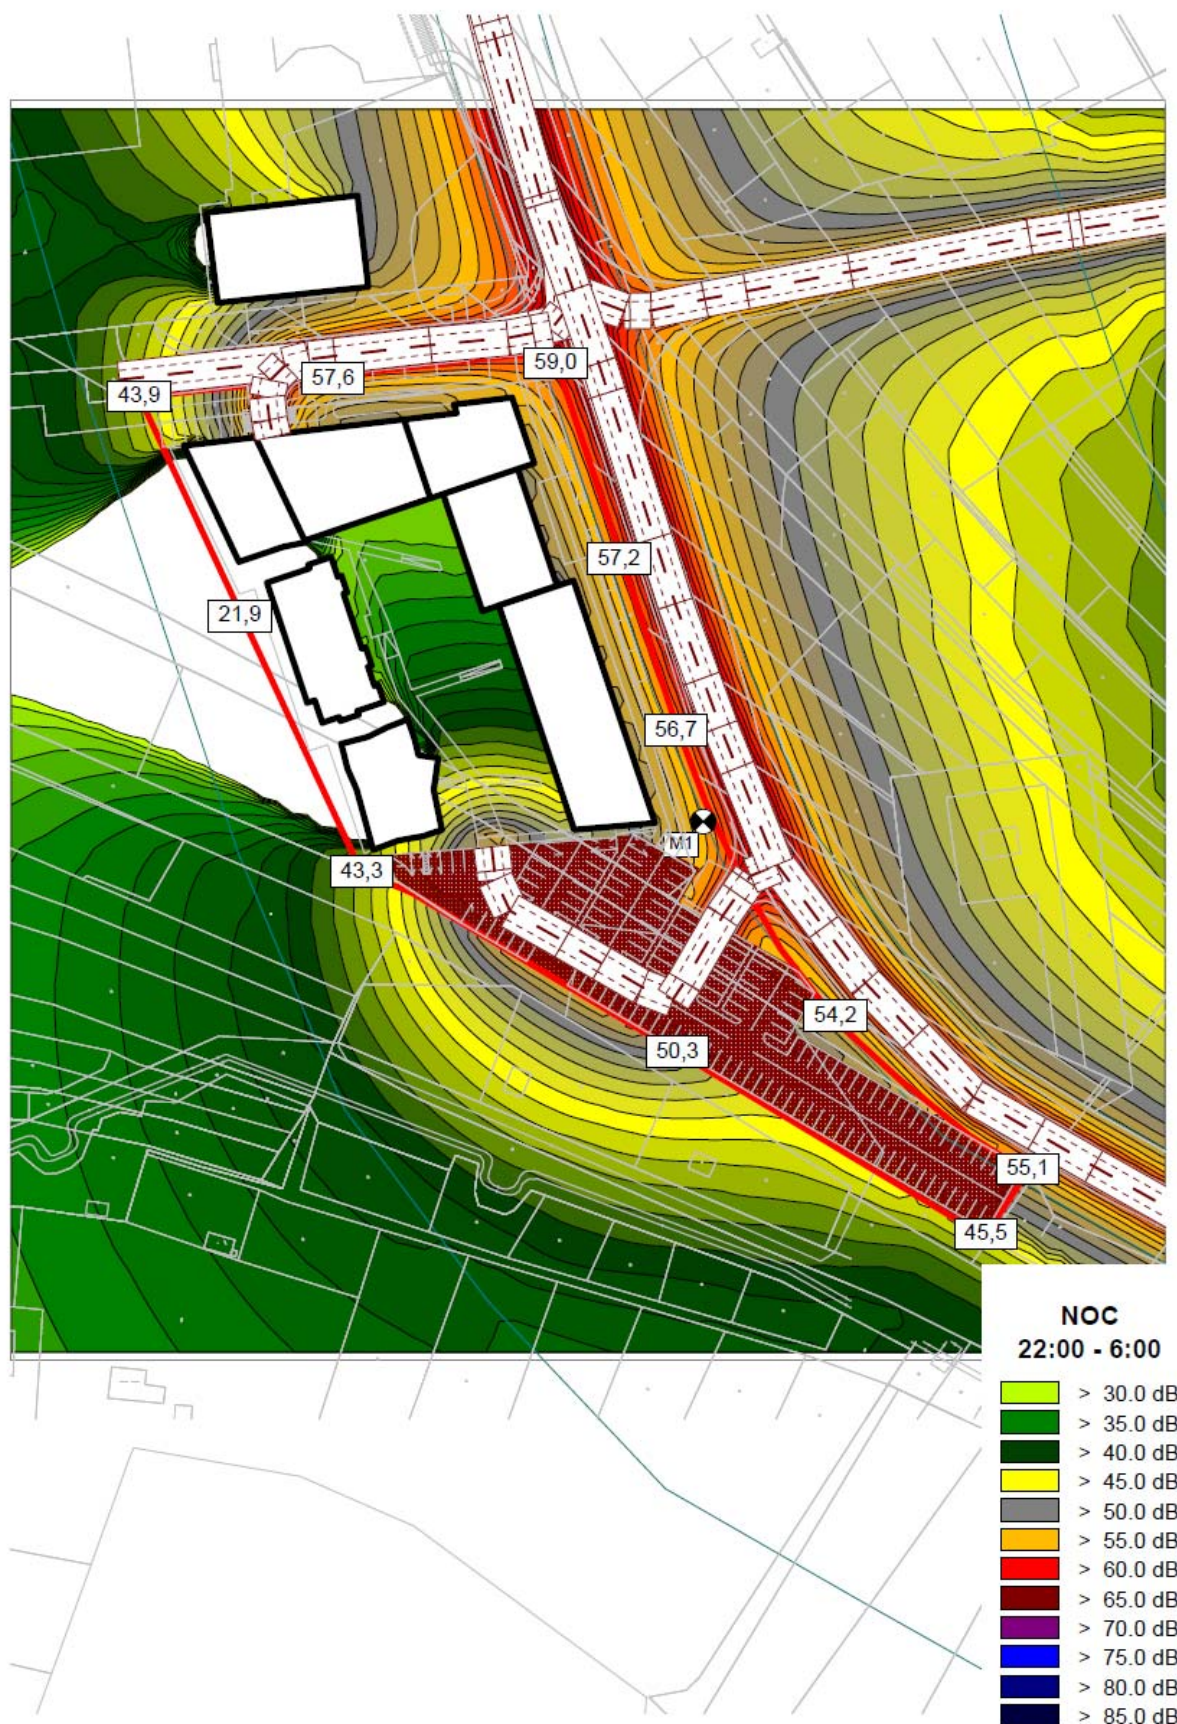 59,0
57,6
43,9
57,2
21,9
56,7
M1
43,3
54,2
50,3
55,1
45,5
NOC
22:00 - 6:00
> 30.0 dB
> 35.0 dB
> 40.0 dB
> 45.0 dB
> 50.0 dB
> 55.0 dB
> 60.0 dB
> 65.0 dB
> 70.0 dB
> 75.0 dB
> 80.0 dB
> 85.0 dB